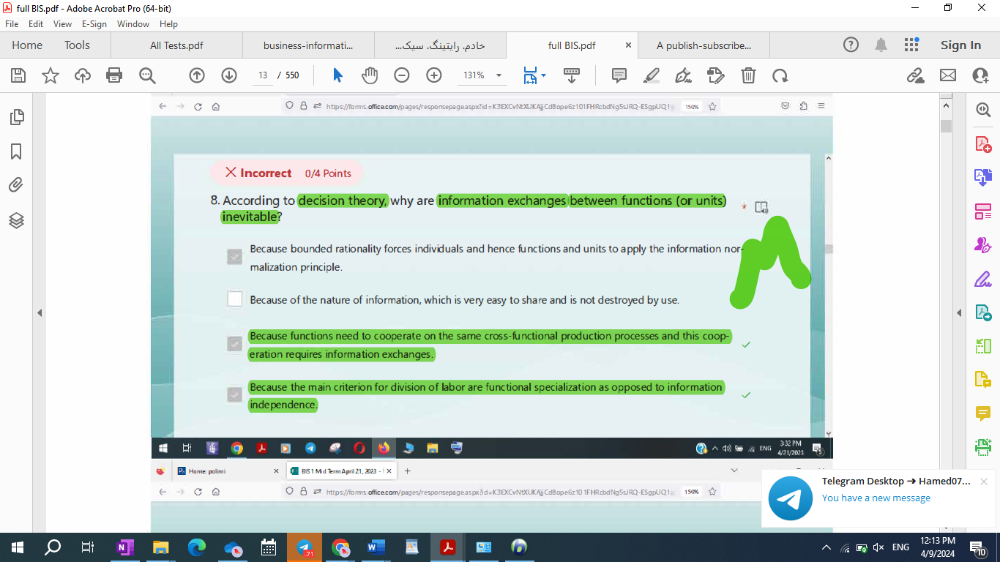 full BIS.pdf - Adobe Acrobat Pro (64-bit)
File Edit View E-Sign Window Help
Home Tools All Tests.pdf business-informati... خادم. رایتینگ. سیک... full BIS.pdf × A publish-subscribe... Sign In
13 / 550 131%
https://forms.office.com/pages/responsepage.aspx?id= 150%
Incorrect 0/4 Points
8. According to decision theory, why are information exchanges between functions (or units) *
inevitable?
Because bounded rationality forces individuals and hence functions and units to apply the information nor-
malization principle.
Because of the nature of information, which is very easy to share and is not destroyed by use.
Because functions need to cooperate on the same cross-functional production processes and this coop-
eration requires information exchanges.
Because the main criterion for division of labor are functional specialization as opposed to information
independence.
ENG 3:32 PM
4/21/2023 5
Home: polimi × BIS 1 Mid Term April 21, 2023 - × +
https://forms.office.com/pages/responsepage.aspx?id= 150%
Telegram Desktop ➔ Hamed07... ×
You have a new message
..71 ENG 12:13 PM
4/9/2024 10